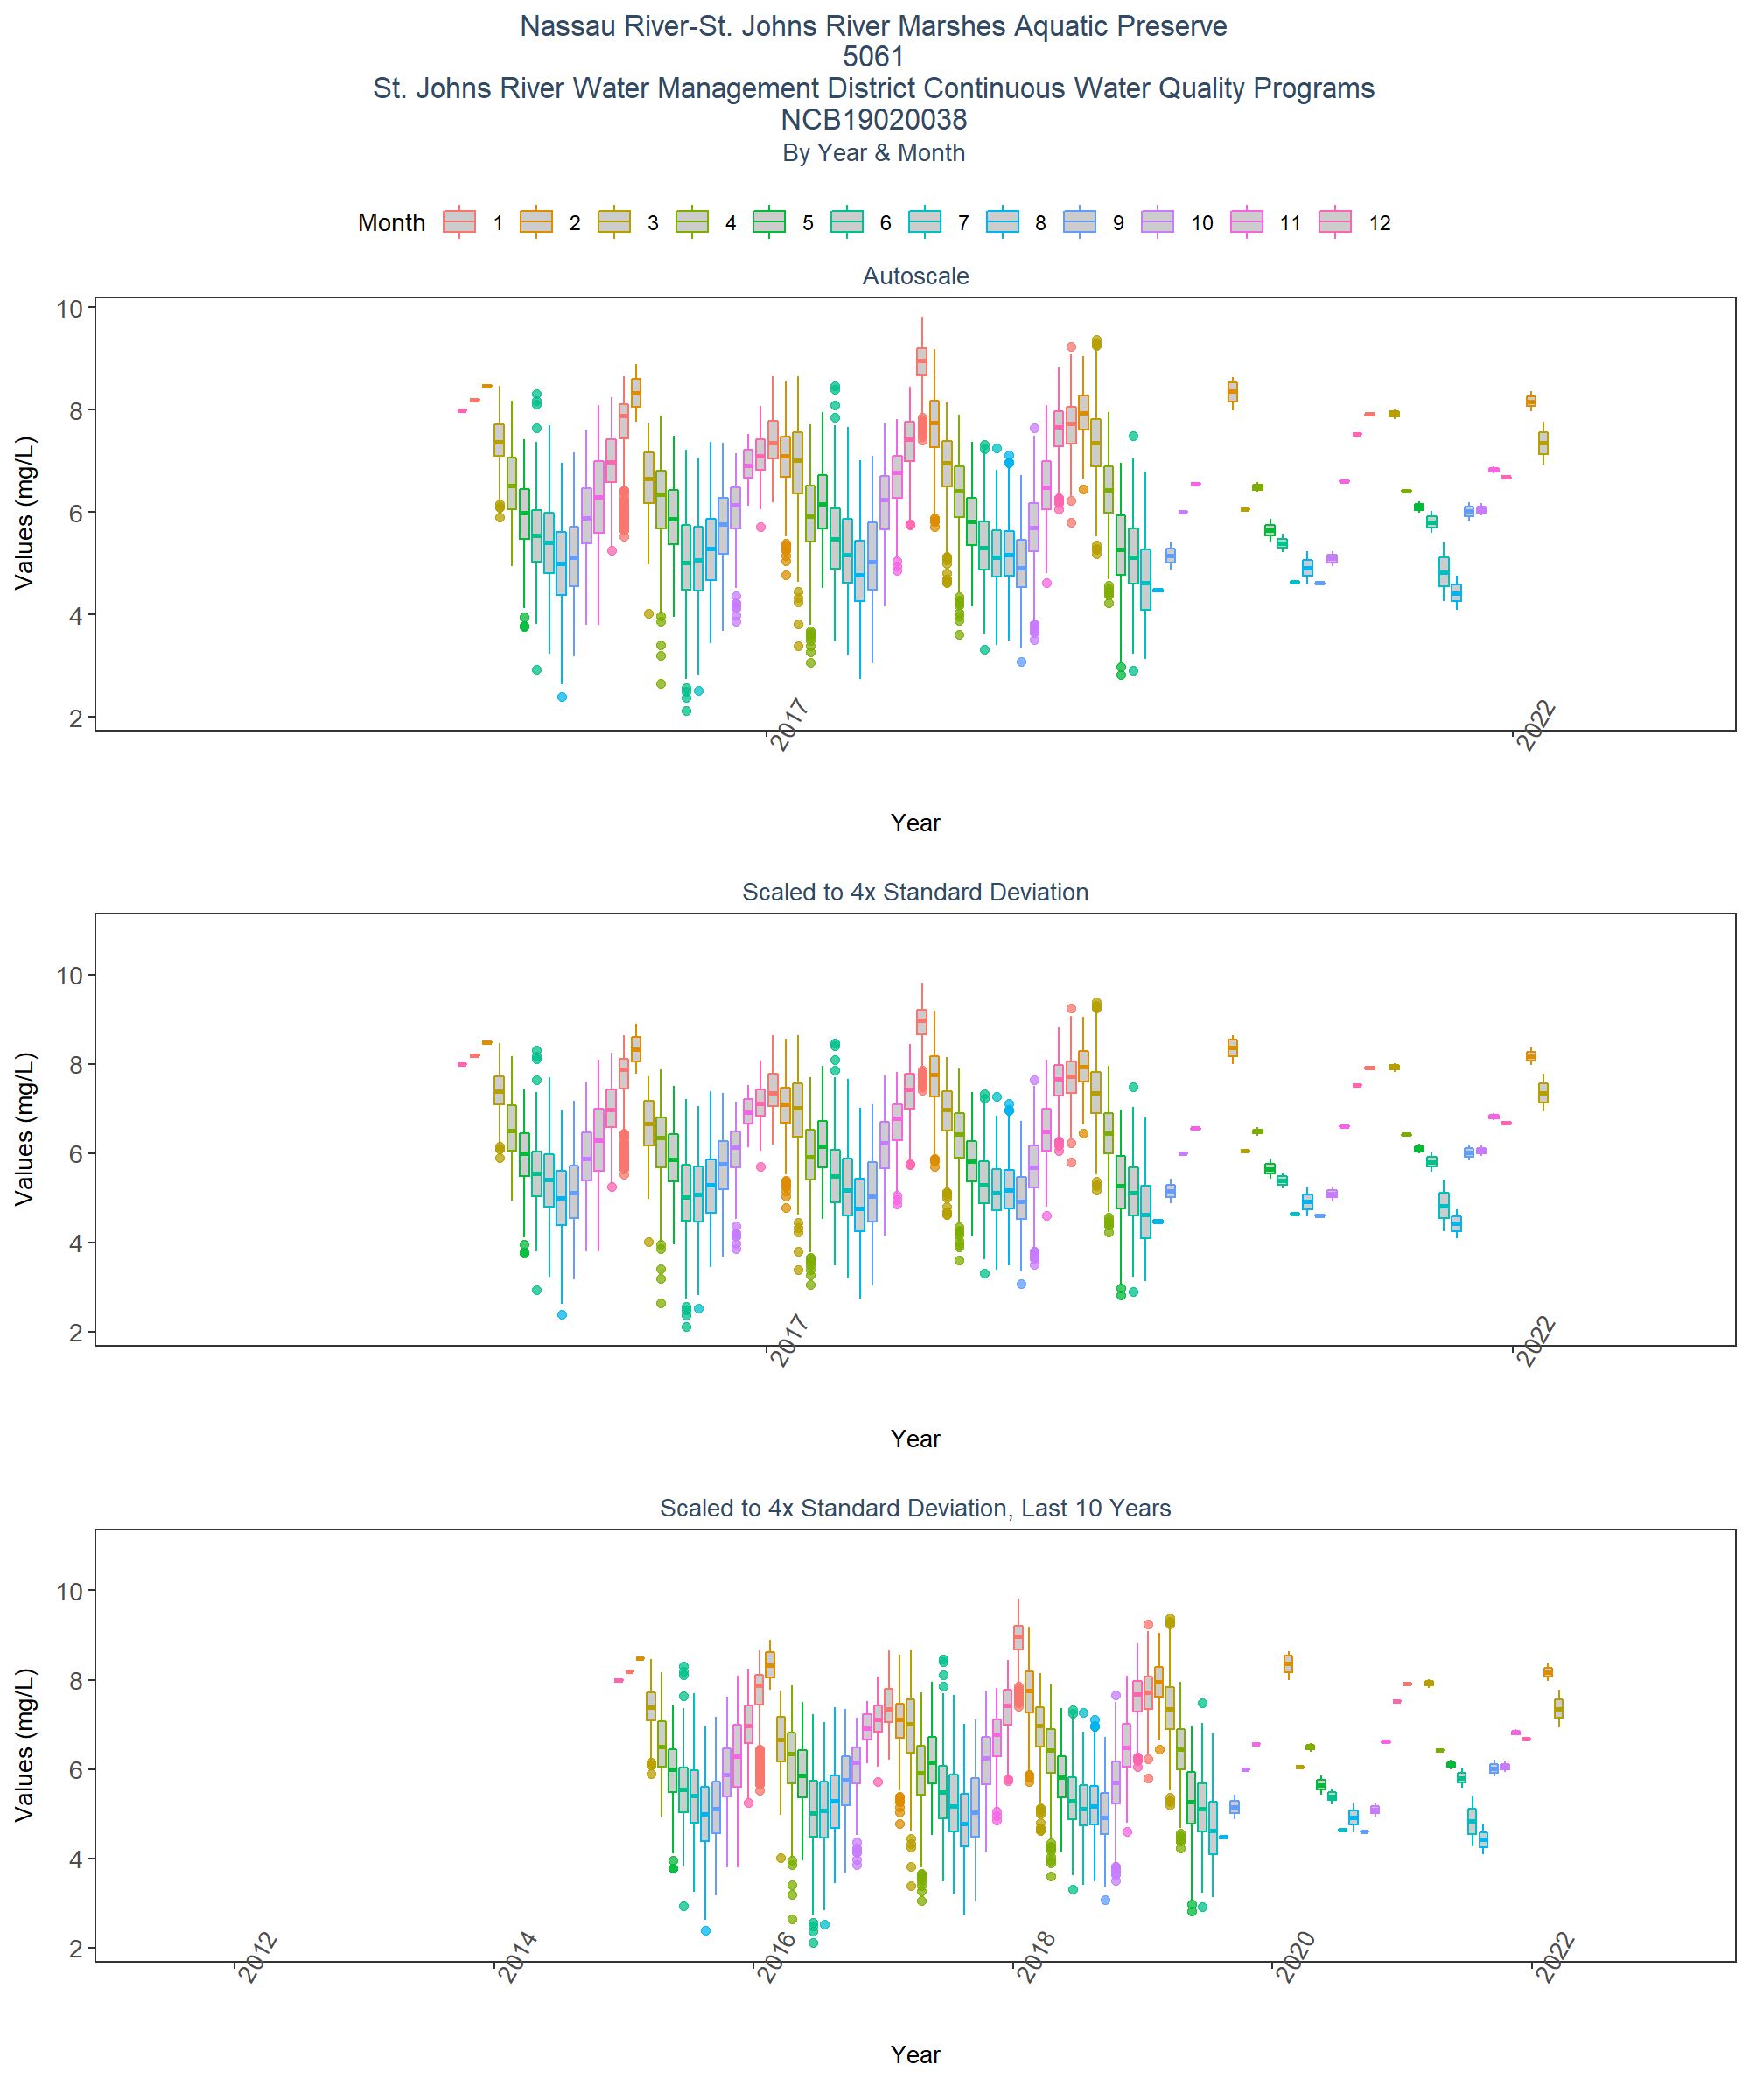 Nassau River-St. Johns River Marshes Aquatic Preserve
5061
St. Johns River Water Management District Continuous Water Quality Programs
NCB19020038
By Year & Month
Month 1 2 3 4 5 6 7 8 9 10 11 12
Autoscale
Values (mg/L)
10
8
6
4
2
2017 2022
Year
Scaled to 4x Standard Deviation
Values (mg/L)
10
8
6
4
2
2017 2022
Year
Scaled to 4x Standard Deviation, Last 10 Years
Values (mg/L)
10
8
6
4
2
2012 2014 2016 2018 2020 2022
Year